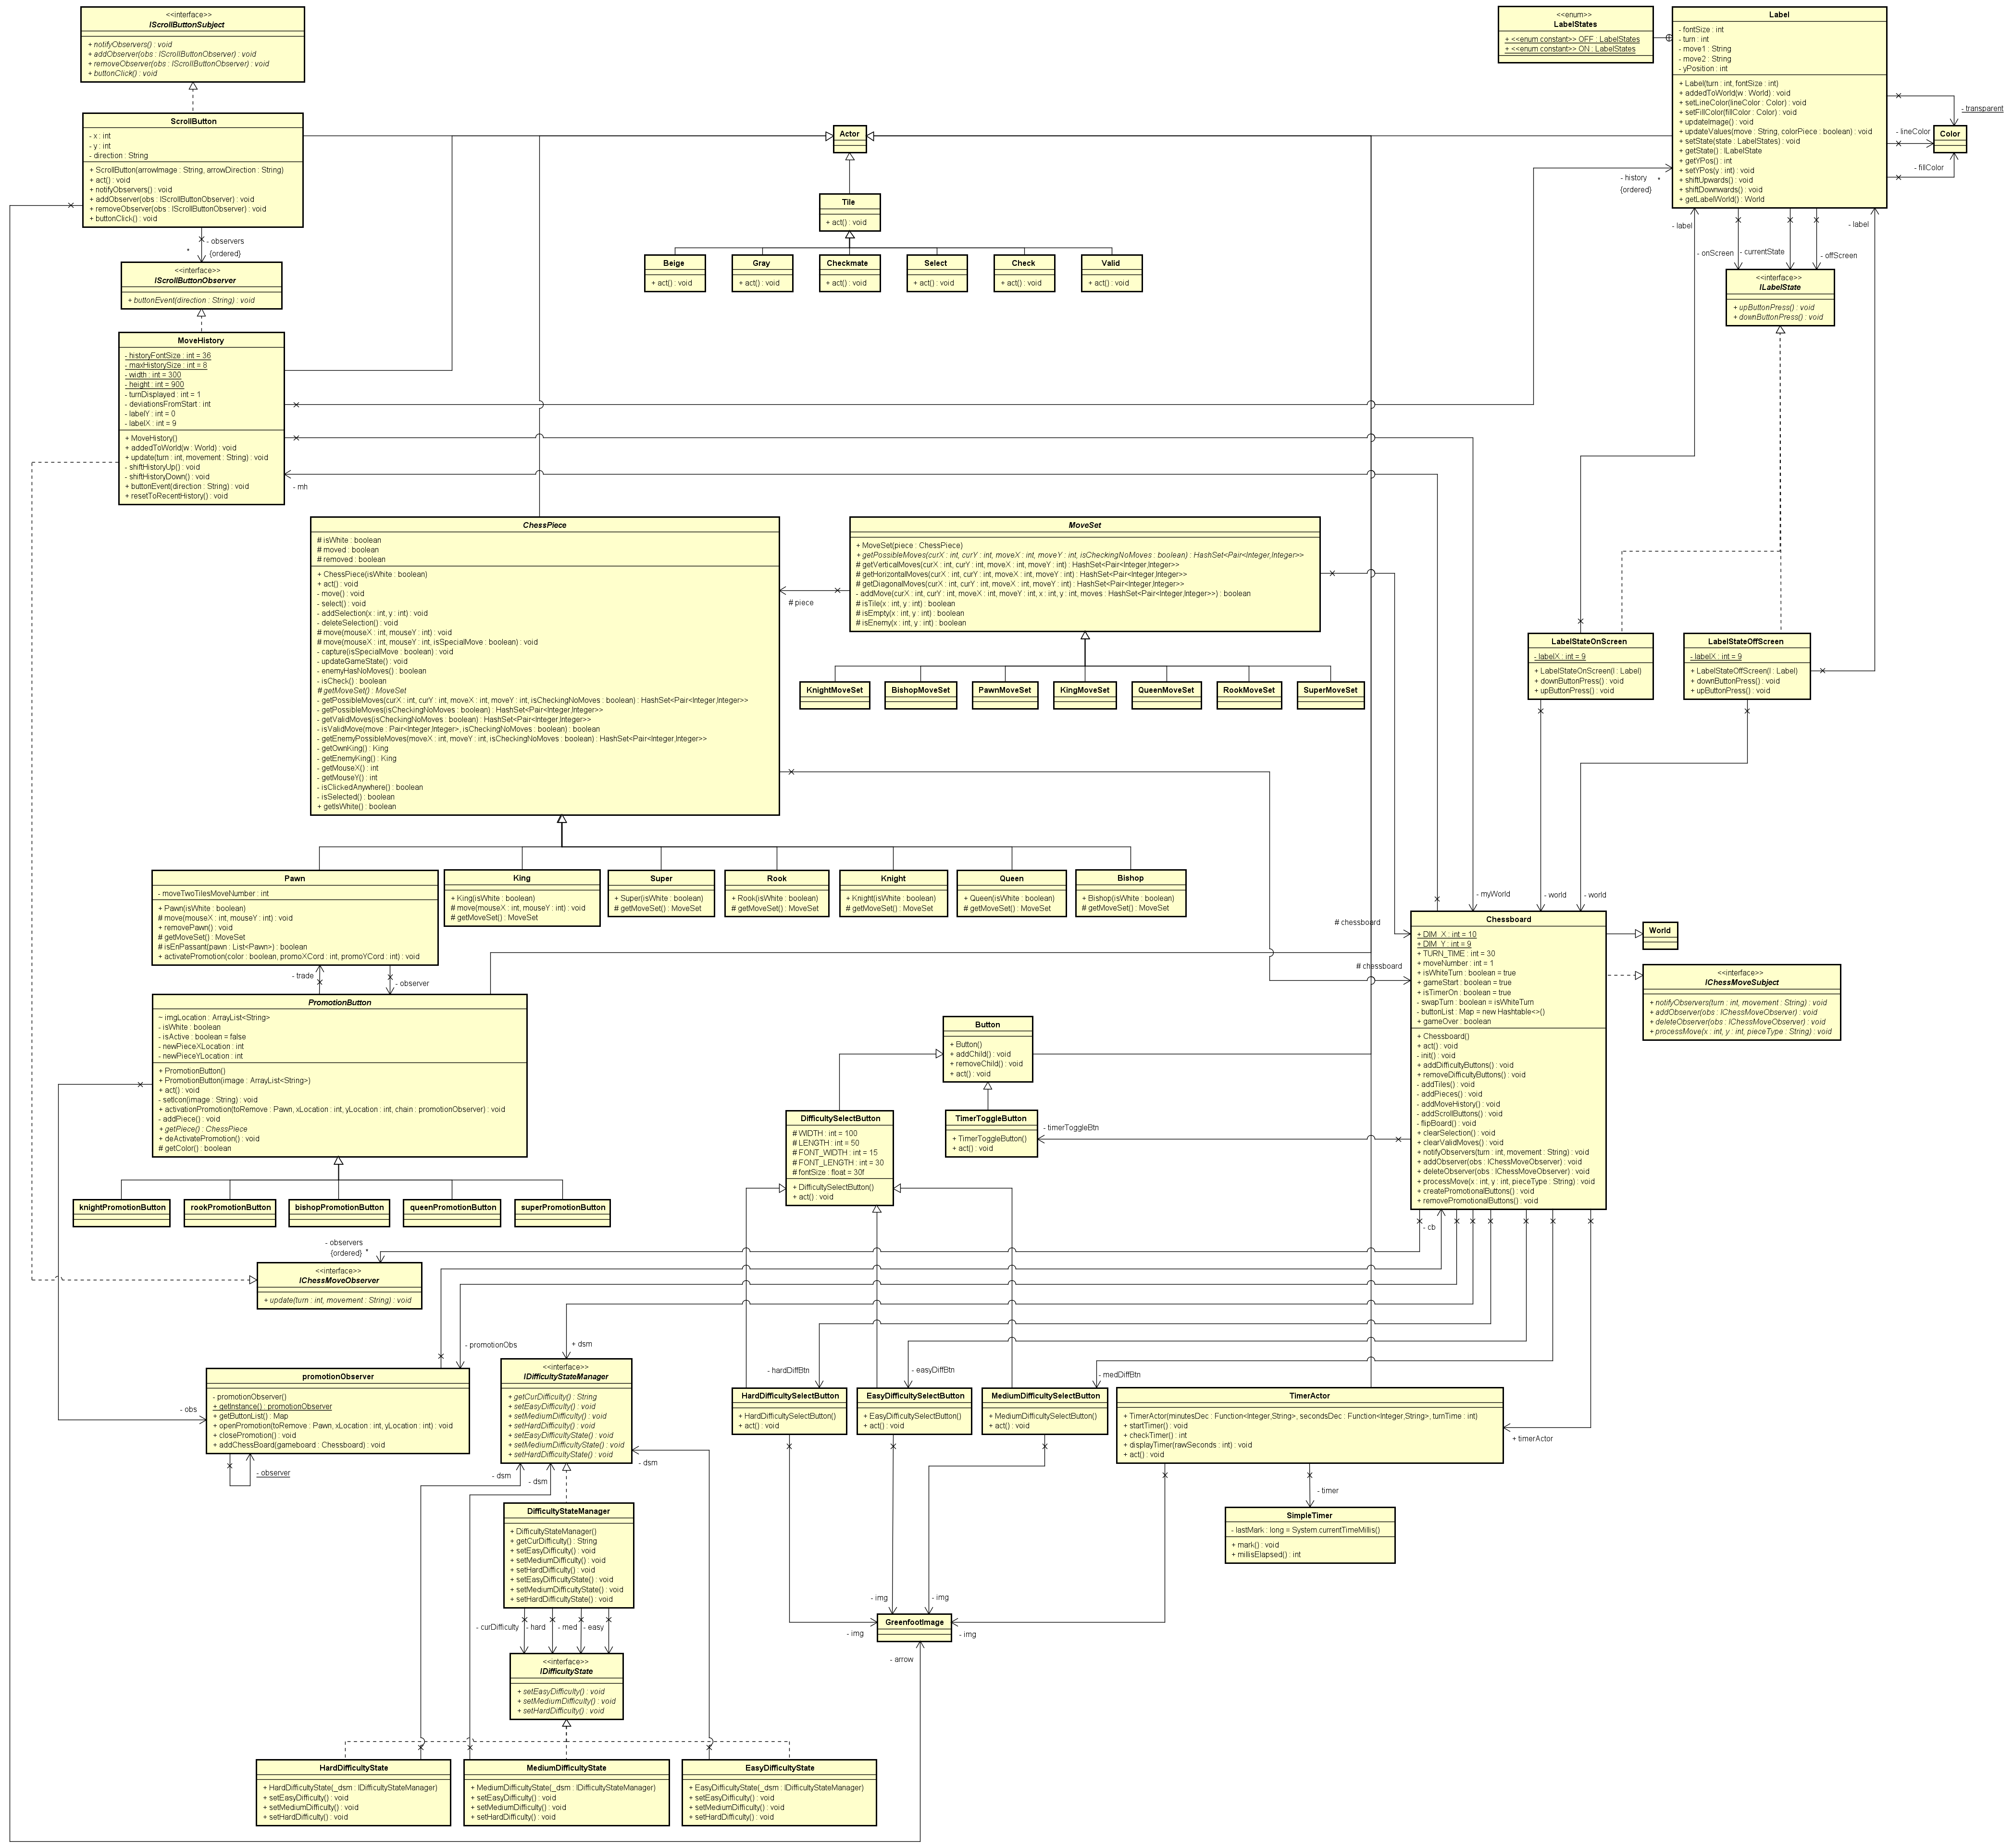 <<interface>>
IScrollButtonSubject
+ notifyObservers() : void
+ addObserver(obs : IScrollButtonObserver) : void
+ removeObserver(obs : IScrollButtonObserver) : void
+ buttonClick() : void
<<enum>>
LabelStates
+ <<enum constant>> OFF : LabelStates
+ <<enum constant>> ON : LabelStates
Label
- fontSize : int
- turn : int
- move1 : String
- move2 : String
- yPosition : int
+ Label(turn : int, fontSize : int)
+ addedToWorld(w : World) : void
+ setLineColor(lineColor : Color) : void
+ setFillColor(fillColor : Color) : void
+ updateImage() : void
+ updateValues(move : String, colorPiece : boolean) : void
+ setState(state : LabelStates) : void
+ getState() : ILabelState
+ getYPos() : int
+ setYPos(y : int) : void
+ shiftUpwards() : void
+ shiftDownwards() : void
+ getLabelWorld() : World
- transparent
- lineColor
Color
- fillColor
ScrollButton
- x : int
- y : int
- direction : String
+ ScrollButton(arrowImage : String, arrowDirection : String)
+ act() : void
+ notifyObservers() : void
+ addObserver(obs : IScrollButtonObserver) : void
+ removeObserver(obs : IScrollButtonObserver) : void
+ buttonClick() : void
Actor
Tile
+ act() : void
- history
*
{ordered}
- observers
*
{ordered}
- label
- onScreen
- currentState
- offScreen
- label
Beige
+ act() : void
Gray
+ act() : void
Checkmate
+ act() : void
Select
+ act() : void
Check
+ act() : void
Valid
+ act() : void
<<interface>>
IScrollButtonObserver
+ buttonEvent(direction : String) : void
<<interface>>
ILabelState
+ upButtonPress() : void
+ downButtonPress() : void
MoveHistory
- historyFontSize : int = 36
- maxHistorySize : int = 8
- width : int = 300
- height : int = 900
- turnDisplayed : int = 1
- deviationsFromStart : int
- labelY : int = 0
- labelX : int = 9
+ MoveHistory()
+ addedToWorld(w : World) : void
+ update(turn : int, movement : String) : void
- shiftHistoryUp() : void
- shiftHistoryDown() : void
+ buttonEvent(direction : String) : void
+ resetToRecentHistory() : void
- mh
ChessPiece
# isWhite : boolean
# moved : boolean
# removed : boolean
+ ChessPiece(isWhite : boolean)
+ act() : void
- move() : void
- select() : void
- addSelection(x : int, y : int) : void
- deleteSelection() : void
# move(mouseX : int, mouseY : int) : void
# move(mouseX : int, mouseY : int, isSpecialMove : boolean) : void
- capture(isSpecialMove : boolean) : void
- updateGameState() : void
- enemyHasNoMoves() : boolean
- isCheck() : boolean
# getMoveSet() : MoveSet
- getPossibleMoves(curX : int, curY : int, moveX : int, moveY : int, isCheckingNoMoves : boolean) : HashSet<Pair<Integer,Integer>>
- getPossibleMoves(isCheckingNoMoves : boolean) : HashSet<Pair<Integer,Integer>>
- getValidMoves(isCheckingNoMoves : boolean) : HashSet<Pair<Integer,Integer>>
- isValidMove(move : Pair<Integer,Integer>, isCheckingNoMoves : boolean) : boolean
- getEnemyPossibleMoves(moveX : int, moveY : int, isCheckingNoMoves : boolean) : HashSet<Pair<Integer,Integer>>
- getOwnKing() : King
- getEnemyKing() : King
- getMouseX() : int
- getMouseY() : int
- isClickedAnywhere() : boolean
- isSelected() : boolean
+ getIsWhite() : boolean
# piece
MoveSet
+ MoveSet(piece : ChessPiece)
+ getPossibleMoves(curX : int, curY : int, moveX : int, moveY : int, isCheckingNoMoves : boolean) : HashSet<Pair<Integer,Integer>>
# getVerticalMoves(curX : int, curY : int, moveX : int, moveY : int) : HashSet<Pair<Integer,Integer>>
# getHorizontalMoves(curX : int, curY : int, moveX : int, moveY : int) : HashSet<Pair<Integer,Integer>>
# getDiagonalMoves(curX : int, curY : int, moveX : int, moveY : int) : HashSet<Pair<Integer,Integer>>
- addMove(curX : int, curY : int, moveX : int, moveY : int, x : int, y : int, moves : HashSet<Pair<Integer,Integer>>) : boolean
# isTile(x : int, y : int) : boolean
# isEmpty(x : int, y : int) : boolean
# isEnemy(x : int, y : int) : boolean
KnightMoveSet
BishopMoveSet
PawnMoveSet
KingMoveSet
QueenMoveSet
RookMoveSet
SuperMoveSet
LabelStateOnScreen
- labelX : int = 9
+ LabelStateOnScreen(l : Label)
+ downButtonPress() : void
+ upButtonPress() : void
LabelStateOffScreen
- labelX : int = 9
+ LabelStateOffScreen(l : Label)
+ downButtonPress() : void
+ upButtonPress() : void
Pawn
- moveTwoTilesMoveNumber : int
+ Pawn(isWhite : boolean)
# move(mouseX : int, mouseY : int) : void
+ removePawn() : void
# getMoveSet() : MoveSet
# isEnPassant(pawn : List<Pawn>) : boolean
+ activatePromotion(color : boolean, promoXCord : int, promoYCord : int) : void
King
+ King(isWhite : boolean)
# move(mouseX : int, mouseY : int) : void
# getMoveSet() : MoveSet
Super
+ Super(isWhite : boolean)
# getMoveSet() : MoveSet
Rook
+ Rook(isWhite : boolean)
# getMoveSet() : MoveSet
Knight
+ Knight(isWhite : boolean)
# getMoveSet() : MoveSet
Queen
+ Queen(isWhite : boolean)
# getMoveSet() : MoveSet
Bishop
+ Bishop(isWhite : boolean)
# getMoveSet() : MoveSet
- myWorld
- world
- world
# chessboard
# chessboard
Chessboard
+ DIM_X : int = 10
+ DIM_Y : int = 9
+ TURN_TIME : int = 30
+ moveNumber : int = 1
+ isWhiteTurn : boolean = true
+ gameStart : boolean = true
+ isTimerOn : boolean = true
- swapTurn : boolean = isWhiteTurn
- buttonList : Map = new Hashtable<>()
+ gameOver : boolean
+ Chessboard()
+ act() : void
- init() : void
+ addDifficultyButtons() : void
+ removeDifficultyButtons() : void
- addTiles() : void
- addPieces() : void
- addMoveHistory() : void
- addScrollButtons() : void
- flipBoard() : void
+ clearSelection() : void
+ clearValidMoves() : void
+ notifyObservers(turn : int, movement : String) : void
+ addObserver(obs : IChessMoveObserver) : void
+ deleteObserver(obs : IChessMoveObserver) : void
+ processMove(x : int, y : int, pieceType : String) : void
+ createPromotionalButtons() : void
+ removePromotionalButtons() : void
World
<<interface>>
IChessMoveSubject
+ notifyObservers(turn : int, movement : String) : void
+ addObserver(obs : IChessMoveObserver) : void
+ deleteObserver(obs : IChessMoveObserver) : void
+ processMove(x : int, y : int, pieceType : String) : void
- trade
- observer
PromotionButton
~ imgLocation : ArrayList<String>
- isWhite : boolean
- isActive : boolean = false
- newPieceXLocation : int
- newPieceYLocation : int
+ PromotionButton()
+ PromotionButton(image : ArrayList<String>)
+ act() : void
- setIcon(image : String) : void
+ activationPromotion(toRemove : Pawn, xLocation : int, yLocation : int, chain : promotionObserver) : void
- addPiece() : void
+ getPiece() : ChessPiece
+ deActivatePromotion() : void
# getColor() : boolean
Button
+ Button()
+ addChild() : void
+ removeChild() : void
+ act() : void
DifficultySelectButton
# WIDTH : int = 100
# LENGTH : int = 50
# FONT_WIDTH : int = 15
# FONT_LENGTH : int = 30
# fontSize : float = 30f
+ DifficultySelectButton()
+ act() : void
TimerToggleButton
+ TimerToggleButton()
+ act() : void
- timerToggleBtn
knightPromotionButton
rookPromotionButton
bishopPromotionButton
queenPromotionButton
superPromotionButton
- cb
- observers
{ordered}
*
<<interface>>
IChessMoveObserver
+ update(turn : int, movement : String) : void
- promotionObs
+ dsm
- hardDiffBtn
- easyDiffBtn
- medDiffBtn
promotionObserver
- promotionObserver()
+ getInstance() : promotionObserver
+ getButtonList() : Map
+ openPromotion(toRemove : Pawn, xLocation : int, yLocation : int) : void
+ closePromotion() : void
+ addChessBoard(gameboard : Chessboard) : void
- obs
- observer
<<interface>>
IDifficultyStateManager
+ getCurDifficulty() : String
+ setEasyDifficulty() : void
+ setMediumDifficulty() : void
+ setHardDifficulty() : void
+ setEasyDifficultyState() : void
+ setMediumDifficultyState() : void
+ setHardDifficultyState() : void
HardDifficultySelectButton
+ HardDifficultySelectButton()
+ act() : void
EasyDifficultySelectButton
+ EasyDifficultySelectButton()
+ act() : void
MediumDifficultySelectButton
+ MediumDifficultySelectButton()
+ act() : void
TimerActor
+ TimerActor(minutesDec : Function<Integer,String>, secondsDec : Function<Integer,String>, turnTime : int)
+ startTimer() : void
+ checkTimer() : int
+ displayTimer(rawSeconds : int) : void
+ act() : void
+ timerActor
- dsm
- dsm
- dsm
- timer
DifficultyStateManager
+ DifficultyStateManager()
+ getCurDifficulty() : String
+ setEasyDifficulty() : void
+ setMediumDifficulty() : void
+ setHardDifficulty() : void
+ setEasyDifficultyState() : void
+ setMediumDifficultyState() : void
+ setHardDifficultyState() : void
SimpleTimer
- lastMark : long = System.currentTimeMillis()
+ mark() : void
+ millisElapsed() : int
- curDifficulty
- hard
- med
- easy
- img
- img
GreenfootImage
- img
- img
- arrow
<<interface>>
IDifficultyState
+ setEasyDifficulty() : void
+ setMediumDifficulty() : void
+ setHardDifficulty() : void
HardDifficultyState
+ HardDifficultyState(_dsm : IDifficultyStateManager)
+ setEasyDifficulty() : void
+ setMediumDifficulty() : void
+ setHardDifficulty() : void
MediumDifficultyState
+ MediumDifficultyState(_dsm : IDifficultyStateManager)
+ setEasyDifficulty() : void
+ setMediumDifficulty() : void
+ setHardDifficulty() : void
EasyDifficultyState
+ EasyDifficultyState(_dsm : IDifficultyStateManager)
+ setEasyDifficulty() : void
+ setMediumDifficulty() : void
+ setHardDifficulty() : void